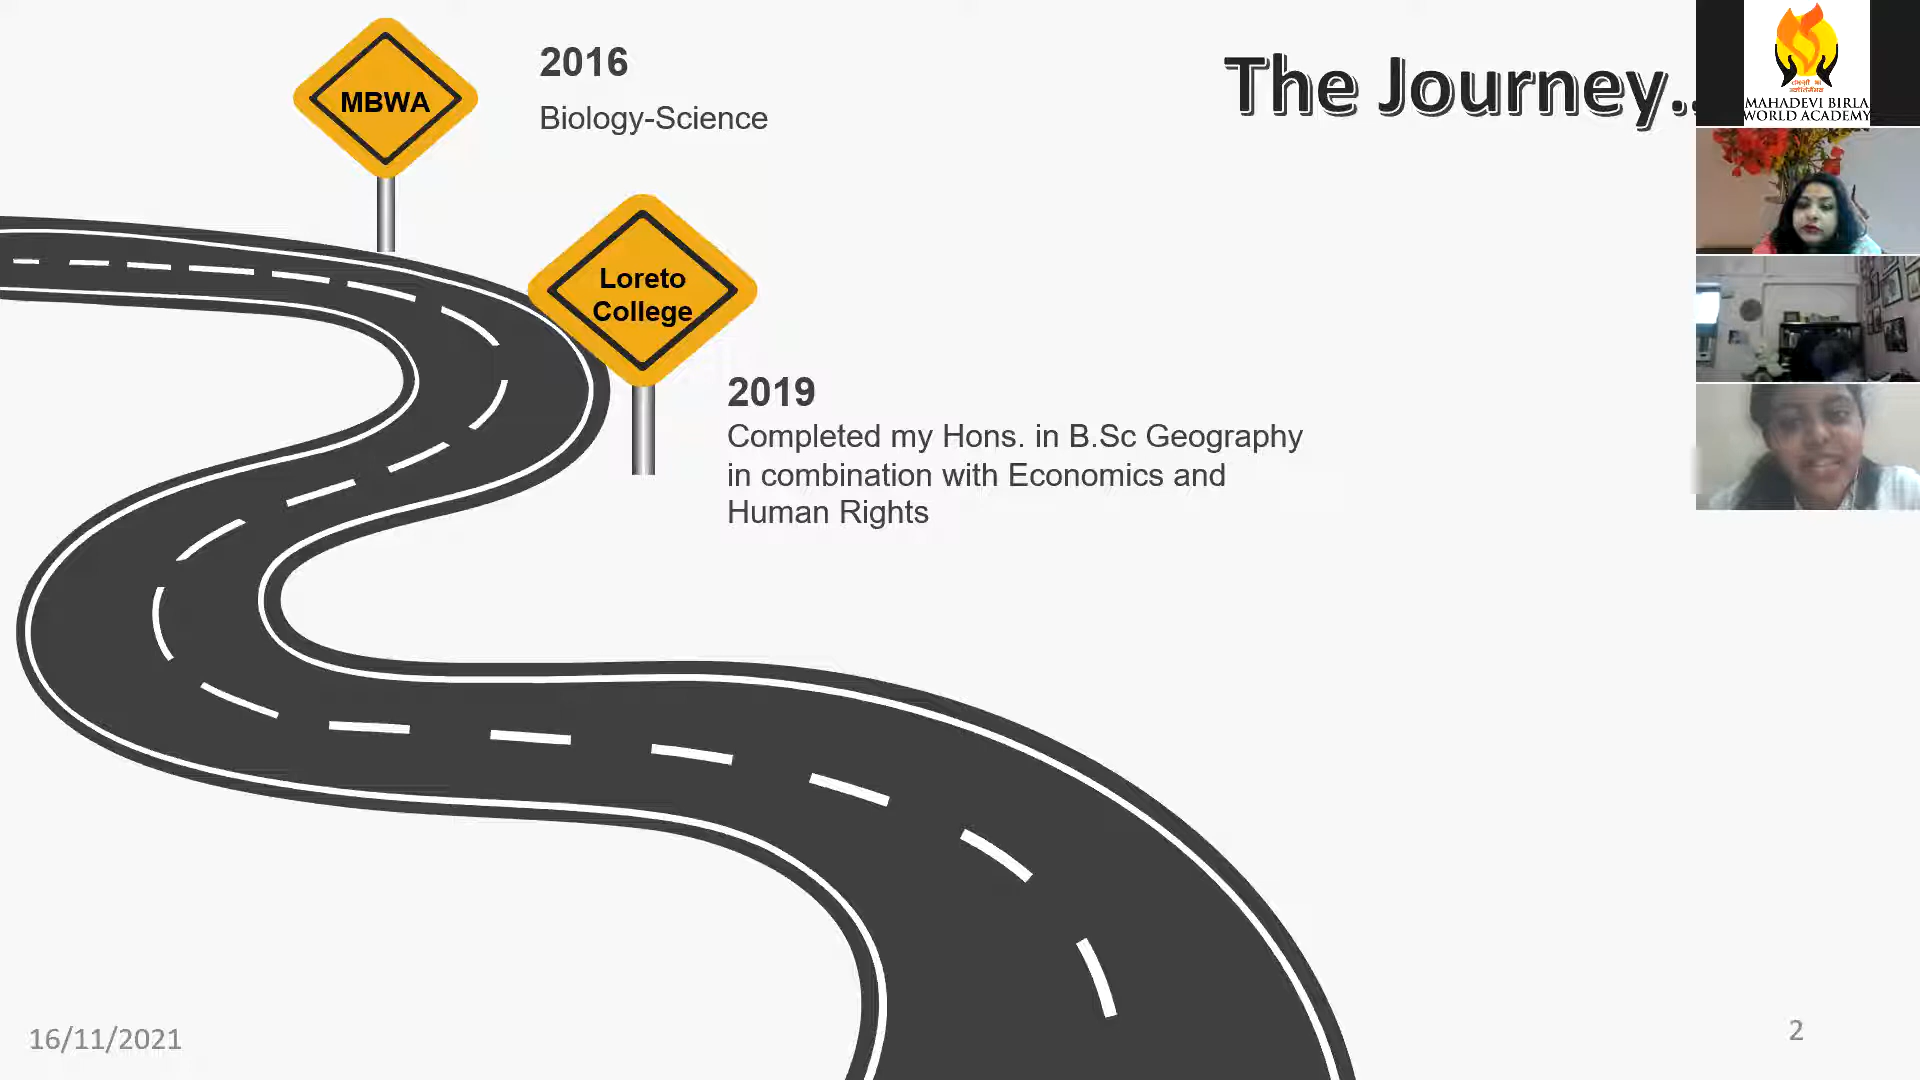 MBWA
2016
Biology-Science
The Journey..
MAHADEVI BIRLA
WORLD ACADEMY
Loreto
College
2019
Completed my Hons. in B.Sc Geography
in combination with Economics and
Human Rights
16/11/2021
2